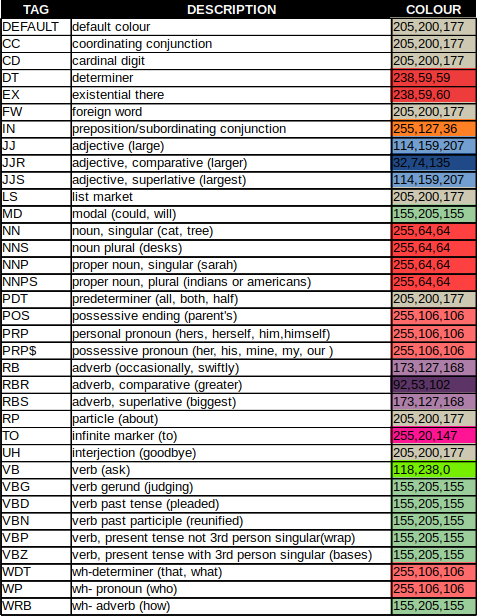 TAG DESCRIPTION COLOUR
DEFAULT default colour 205,200,177
CC coordinating conjunction 205,200,177
CD cardinal digit 205,200,177
DT determiner 238,59,59
EX existential there 238,59,60
FW foreign word 205,200,177
IN preposition/subordinating conjunction 255,127,36
JJ adjective (large) 114,159,207
JJR adjective, comparative (larger) 32,74,135
JJS adjective, superlative (largest) 114,159,207
LS list market 205,200,177
MD modal (could, will) 155,205,155
NN noun, singular (cat, tree) 255,64,64
NNS noun plural (desks) 255,64,64
NNP proper noun, singular (sarah) 255,64,64
NNPS proper noun, plural (indians or americans) 255,64,64
PDT predeterminer (all, both, half) 205,200,177
POS possessive ending (parent's) 255,106,106
PRP personal pronoun (hers, herself, him,himself) 255,106,106
PRP$ possessive pronoun (her, his, mine, my, our ) 255,106,106
RB adverb (occasionally, swiftly) 173,127,168
RBR adverb, comparative (greater) 92,53,102
RBS adverb, superlative (biggest) 173,127,168
RP particle (about) 205,200,177
TO infinite marker (to) 255,20,147
UH interjection (goodbye) 205,200,177
VB verb (ask) 118,238,0
VBG verb gerund (judging) 155,205,155
VBD verb past tense (pleaded) 155,205,155
VBN verb past participle (reunified) 155,205,155
VBP verb, present tense not 3rd person singular(wrap) 155,205,155
VBZ verb, present tense with 3rd person singular (bases) 155,205,155
WDT wh-determiner (that, what) 255,106,106
WP wh- pronoun (who) 255,106,106
WRB wh- adverb (how) 155,205,155